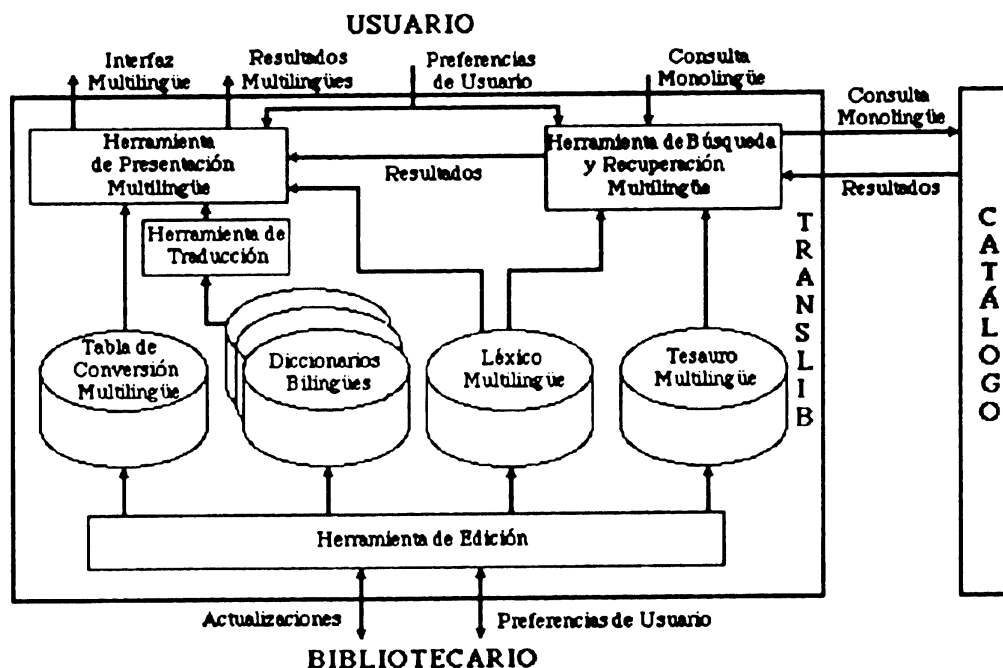 USUARIO
Interfaz
Multilingüe
Resultados
Multilingües
Preferencias
de Usuario
Consulta
Monolingüe
Consulta
Monolingüe
Herramienta
de Presentación
Multilingüe
Resultados
Herramienta de Búsqueda
y Recuperación
Multilingüe
Resultados
Herramienta de
Traducción
TRANSLIB
CATÁLOGO
Tabla de
Conversión
Multilingüe
Diccionarios
Bilingües
Léxico
Multilingüe
Tesauro
Multilingüe
Herramienta de Edición
Actualizaciones
Preferencias de Usuario
BIBLIOTECARIO